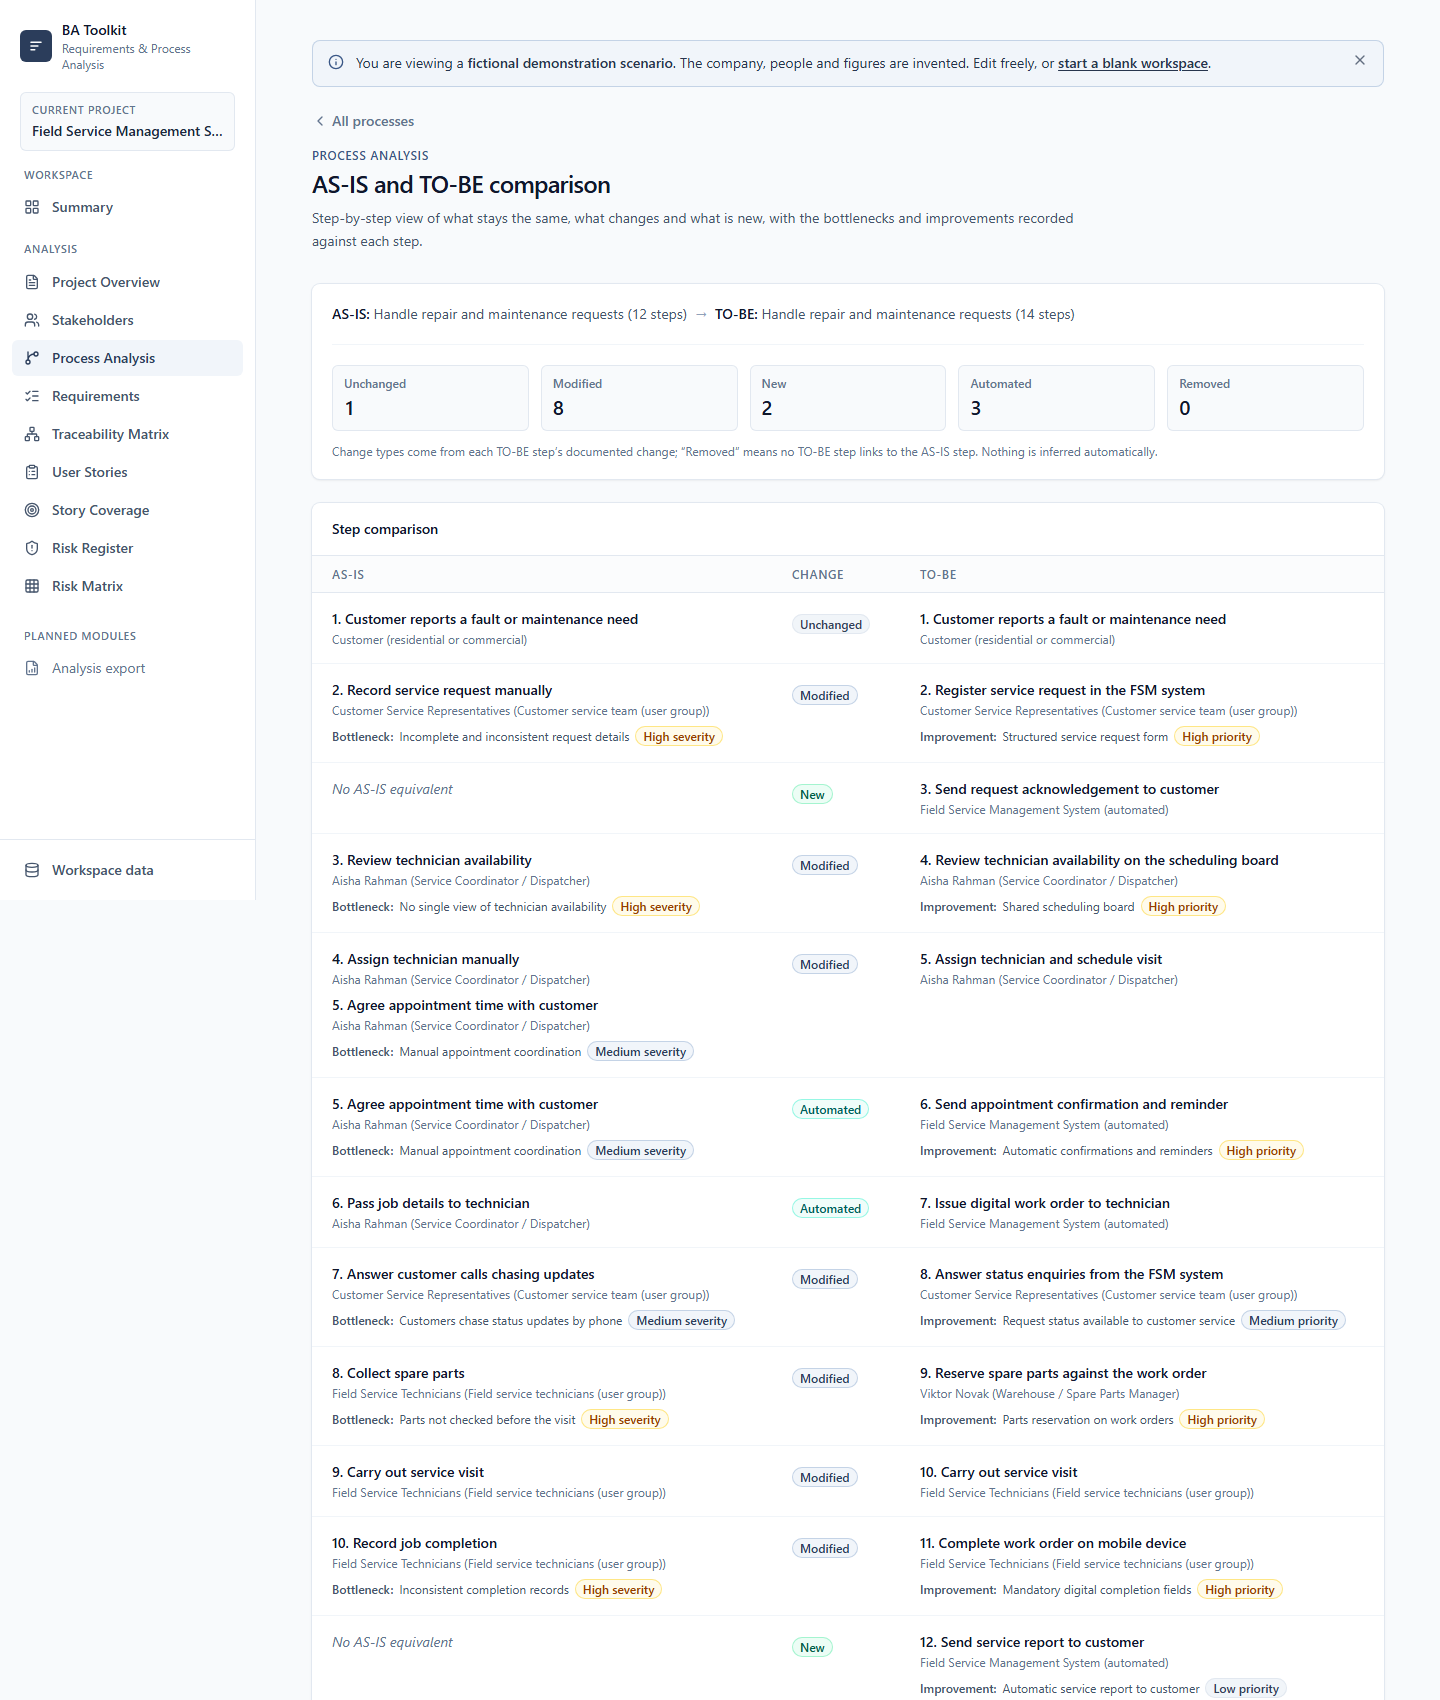 BA Toolkit
Requirements & Process
Analysis
CURRENT PROJECT
Field Service Management S...
WORKSPACE
Summary
ANALYSIS
Project Overview
Stakeholders
Process Analysis
Requirements
Traceability Matrix
User Stories
Story Coverage
Risk Register
Risk Matrix
PLANNED MODULES
Analysis export
Workspace data
You are viewing a fictional demonstration scenario. The company, people and figures are invented. Edit freely, or start a blank workspace.
All processes
PROCESS ANALYSIS
AS-IS and TO-BE comparison
Step-by-step view of what stays the same, what changes and what is new, with the bottlenecks and improvements recorded
against each step.
AS-IS: Handle repair and maintenance requests (12 steps) → TO-BE: Handle repair and maintenance requests (14 steps)
Unchanged
1
Modified
8
New
2
Automated
3
Removed
0
Change types come from each TO-BE step's documented change; "Removed" means no TO-BE step links to the AS-IS step. Nothing is inferred automatically.
Step comparison
AS-IS CHANGE TO-BE
1. Customer reports a fault or maintenance need
Customer (residential or commercial)
Unchanged
1. Customer reports a fault or maintenance need
Customer (residential or commercial)
2. Record service request manually
Customer Service Representatives (Customer service team (user group))
Bottleneck: Incomplete and inconsistent request details High severity
Modified
2. Register service request in the FSM system
Customer Service Representatives (Customer service team (user group))
Improvement: Structured service request form High priority
No AS-IS equivalent
New
3. Send request acknowledgement to customer
Field Service Management System (automated)
3. Review technician availability
Aisha Rahman (Service Coordinator / Dispatcher)
Bottleneck: No single view of technician availability High severity
Modified
4. Review technician availability on the scheduling board
Aisha Rahman (Service Coordinator / Dispatcher)
Improvement: Shared scheduling board High priority
4. Assign technician manually
Aisha Rahman (Service Coordinator / Dispatcher)
5. Agree appointment time with customer
Aisha Rahman (Service Coordinator / Dispatcher)
Bottleneck: Manual appointment coordination Medium severity
Modified
5. Assign technician and schedule visit
Aisha Rahman (Service Coordinator / Dispatcher)
5. Agree appointment time with customer
Aisha Rahman (Service Coordinator / Dispatcher)
Bottleneck: Manual appointment coordination Medium severity
Automated
6. Send appointment confirmation and reminder
Field Service Management System (automated)
Improvement: Automatic confirmations and reminders High priority
6. Pass job details to technician
Aisha Rahman (Service Coordinator / Dispatcher)
Automated
7. Issue digital work order to technician
Field Service Management System (automated)
7. Answer customer calls chasing updates
Customer Service Representatives (Customer service team (user group))
Bottleneck: Customers chase status updates by phone Medium severity
Modified
8. Answer status enquiries from the FSM system
Customer Service Representatives (Customer service team (user group))
Improvement: Request status available to customer service Medium priority
8. Collect spare parts
Field Service Technicians (Field service technicians (user group))
Bottleneck: Parts not checked before the visit High severity
Modified
9. Reserve spare parts against the work order
Viktor Novak (Warehouse / Spare Parts Manager)
Improvement: Parts reservation on work orders High priority
9. Carry out service visit
Field Service Technicians (Field service technicians (user group))
Modified
10. Carry out service visit
Field Service Technicians (Field service technicians (user group))
10. Record job completion
Field Service Technicians (Field service technicians (user group))
Bottleneck: Inconsistent completion records High severity
Modified
11. Complete work order on mobile device
Field Service Technicians (Field service technicians (user group))
Improvement: Mandatory digital completion fields High priority
No AS-IS equivalent
New
12. Send service report to customer
Field Service Management System (automated)
Improvement: Automatic service report to customer Low priority